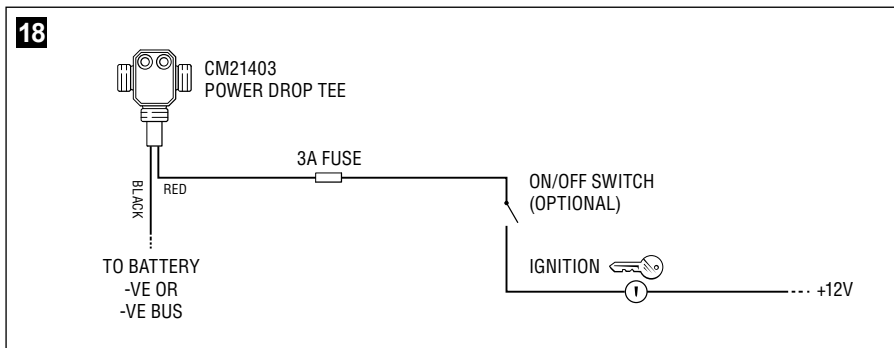 18
CM21403
POWER DROP TEE
3A FUSE
BLACK
RED
ON/OFF SWITCH
(OPTIONAL)
TO BATTERY
-VE OR
-VE BUS
IGNITION
+12V